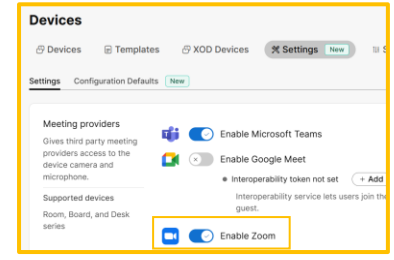 Devices
Devices Templates XOD Devices Settings New
Settings Configuration Defaults New
Meeting providers
Gives third party meeting
providers access to the
device camera and
microphone.
Supported devices
Room, Board, and Desk
series
Enable Microsoft Teams
Enable Google Meet
Interoperability token not set + Add
Interoperability service lets users join the
guest.
Enable Zoom